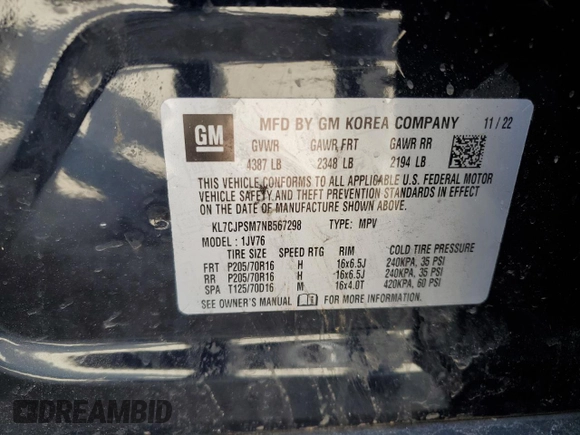 GM
MFD BY GM KOREA COMPANY 11/22
GVWR GAWR FRT GAWR RR
4387 LB 2348 LB 2194 LB
THIS VEHICLE CONFORMS TO ALL APPLICABLE U.S. FEDERAL MOTOR
VEHICLE SAFETY AND THEFT PREVENTION STANDARDS IN EFFECT
ON THE DATE OF MANUFACTURE SHOWN ABOVE.
KL7CJPSM7NB567298 TYPE: MPV
MODEL: 1JV76
TIRE SIZE SPEED RTG RIM COLD TIRE PRESSURE
FRT P205/70R16 H 16x6.5J 240KPA, 35 PSI
RR P205/70R16 H 16x6.5J 240KPA, 35 PSI
SPA T125/70D16 M 16x4.0T 420KPA, 60 PSI
SEE OWNER'S MANUAL FOR MORE INFORMATION.
DREAMBID